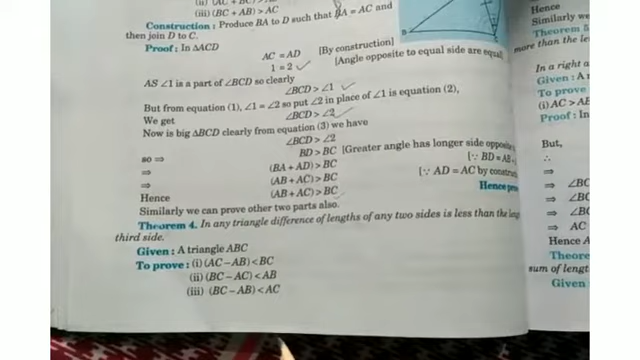 (iii) (BC + AB) > AC
Construction : Produce BA to D such that BA = AC and
then join D to C.
Proof : In ΔACD
AC = AD [By construction]
1 = 2 [Angle opposite to equal side are equal
AS ∠1 is a part of ∠BCD so clearly
∠BCD > ∠1
But from equation (1), ∠1 = ∠2 so put ∠2 in place of ∠1 is equation (2),
We get
∠BCD > ∠2
Now is big ΔBCD clearly from equation (3) we have
∠BCD > ∠2
so ⇒ BD > BC [Greater angle has longer side opposite
⇒ (BA + AD) > BC [∵ BD = AB +
⇒ (AB + AC) > BC [∵ AD = AC by construct
Hence (AB + AC) > BC Hence pro
Similarly we can prove other two parts also.
Theorem 4. In any triangle difference of lengths of any two sides is less than the
third side.
Given : A triangle ABC
To prove : (i) (AC – AB) < BC
(ii) (BC – AC) < AB
(iii) (BC – AB) < AC
B
Hence
Similarly we
Theorem
more than the
In a right
Given : A
To prove
(i) AC > AB
Proof : In
But,
∴
⇒
⇒ ∠BC
⇒ ∠BC
⇒ ∠BC
⇒ AC
Hence A
Theore
sum of lengt
Given